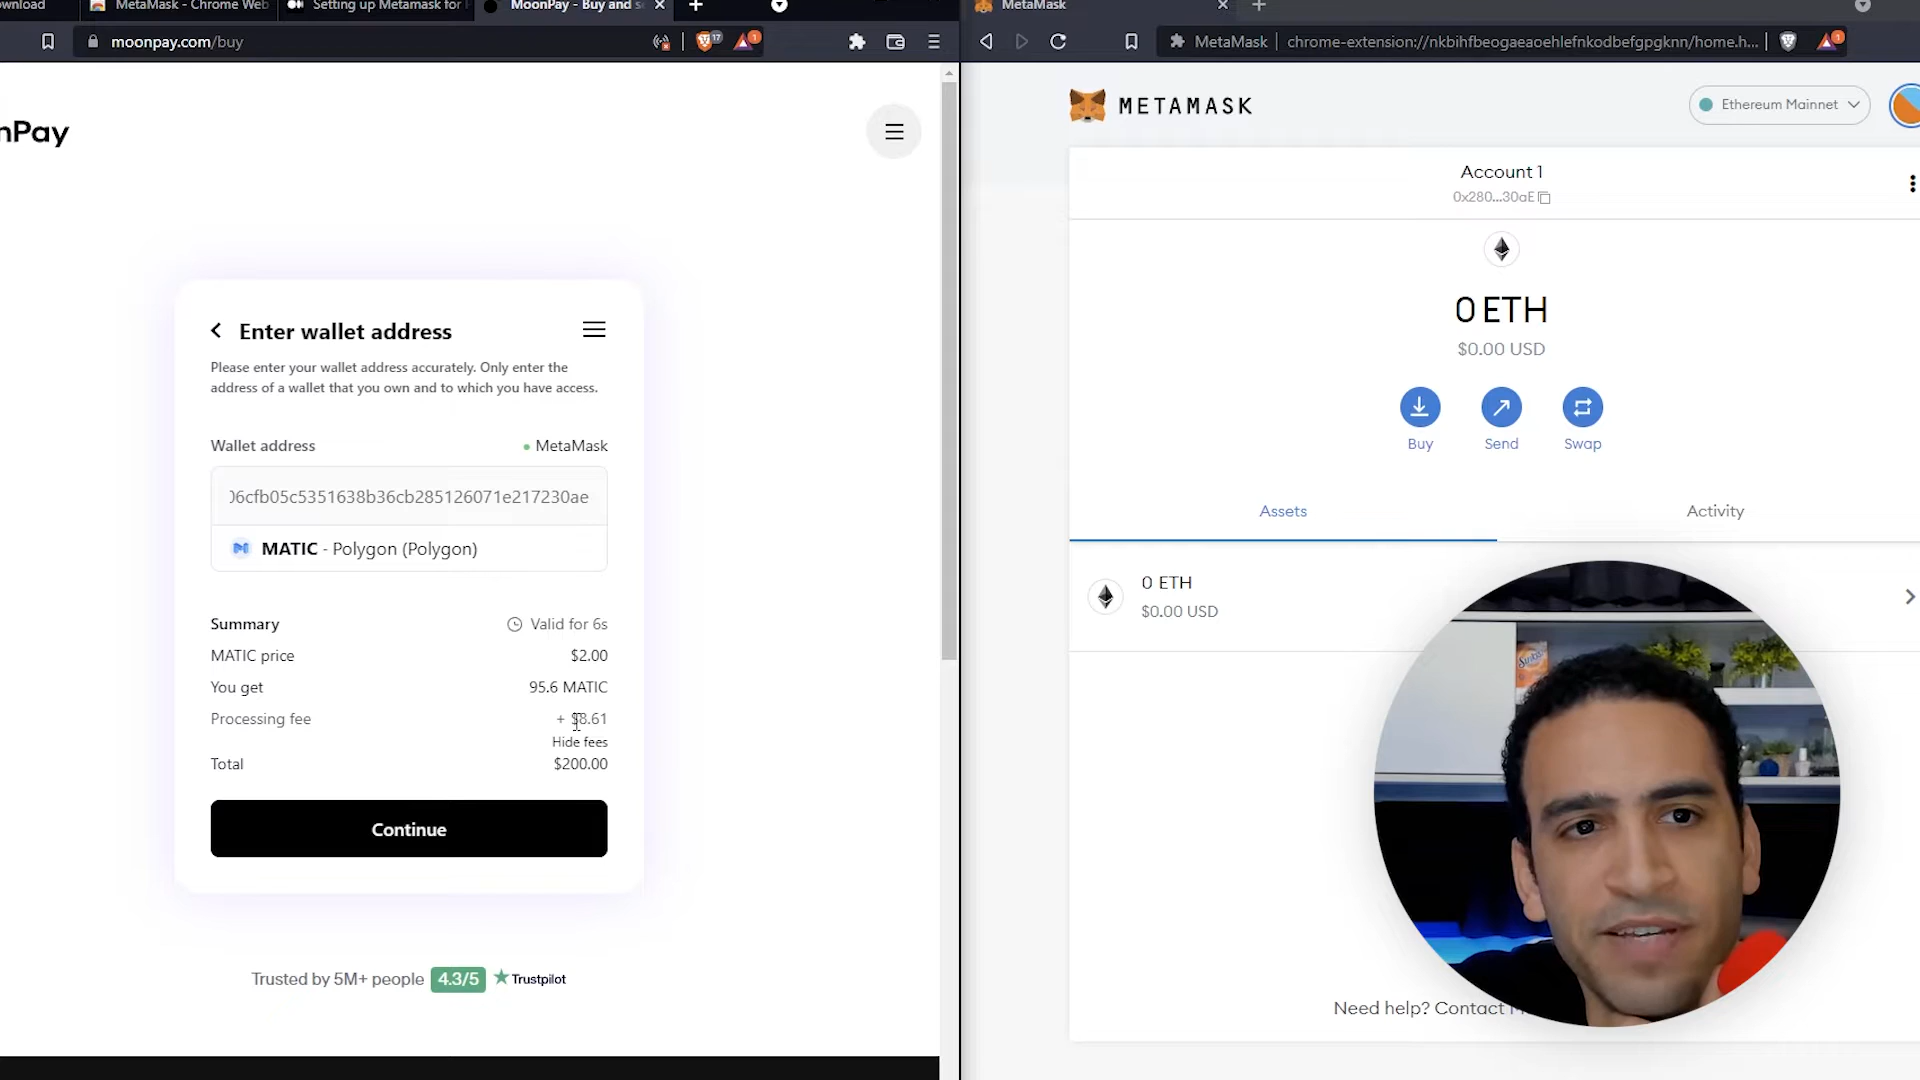 ownload
MetaMask - Chrome Web
Setting up Metamask for
MoonPay - Buy and s
moonpay.com/buy
17
1
nPay
Enter wallet address
Please enter your wallet address accurately. Only enter the
address of a wallet that you own and to which you have access.
Wallet address
MetaMask
06cfb05c5351638b36cb285126071e217230ae
MATIC - Polygon (Polygon)
Summary
Valid for 6s
MATIC price
$2.00
You get
95.6 MATIC
Processing fee
+ $8.61
Hide fees
Total
$200.00
Continue
Trusted by 5M+ people 4.3/5 Trustpilot
MetaMask
MetaMask chrome-extension://nkbihfbeogaeaoehlefnkodbefgpgknn/home.h...
1
METAMASK
Ethereum Mainnet
Account 1
0x280...30aE
0 ETH
$0.00 USD
Buy
Send
Swap
Assets
Activity
0 ETH
$0.00 USD
Need help? Contact